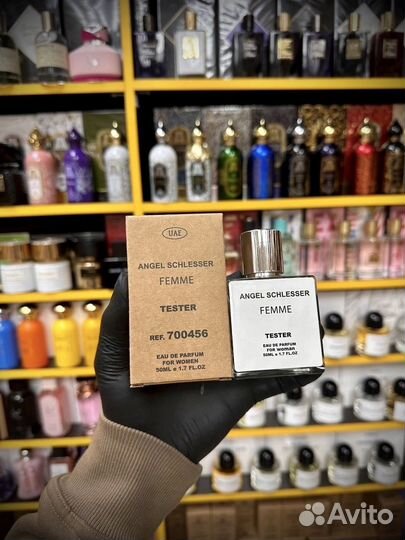 UAE
ANGEL SCHLESSER
FEMME
TESTER
REF. 700456
EAU DE PARFUM
FOR WOMEN
50ML e 1.7 FL.OZ
ANGEL SCHLESSER
FEMME
TESTER
EAU DE PARFUM
FOR WOMAN
50ML e 1.7 FL.OZ
Avito